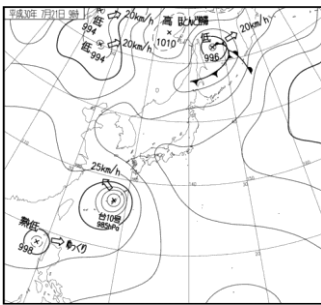 平成30年 7月21日 9時
低
994
20km/h
低
994
20km/h
高 ほとんど停滞
1010
低
20km/h
996
25km/h
台10号
985hPa
熱低
ゆっくり
998